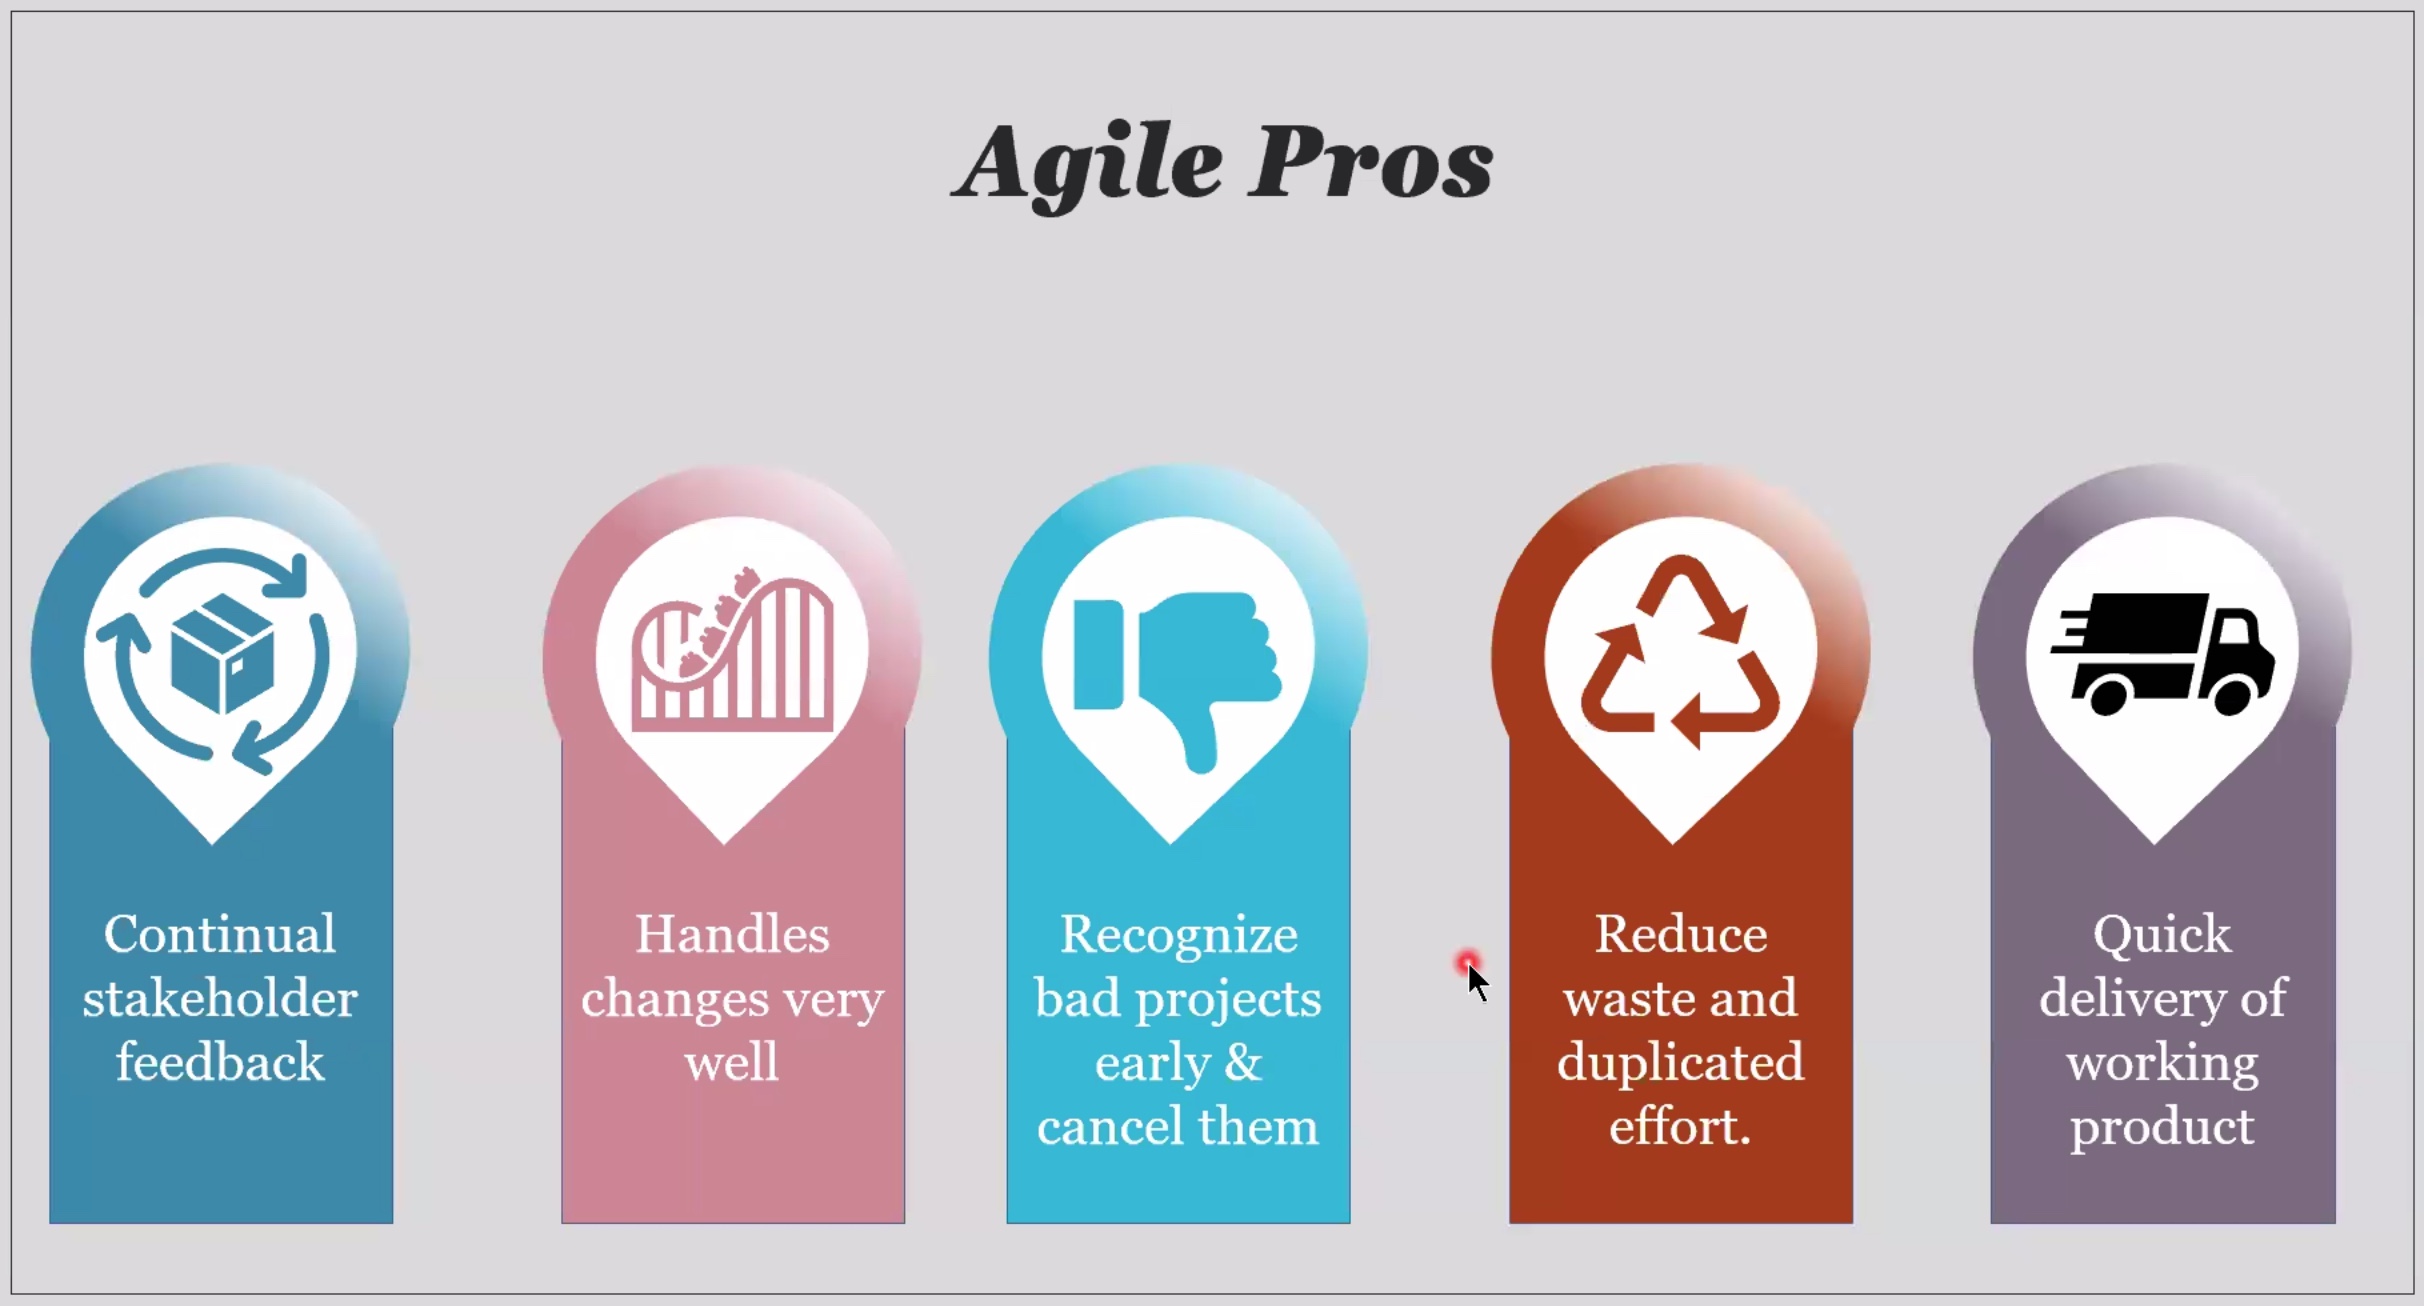 Agile Pros
Continual
stakeholder
feedback
Handles
changes very
well
Recognize
bad projects
early &
cancel them
Reduce
waste and
duplicated
effort.
Quick
delivery of
working
product